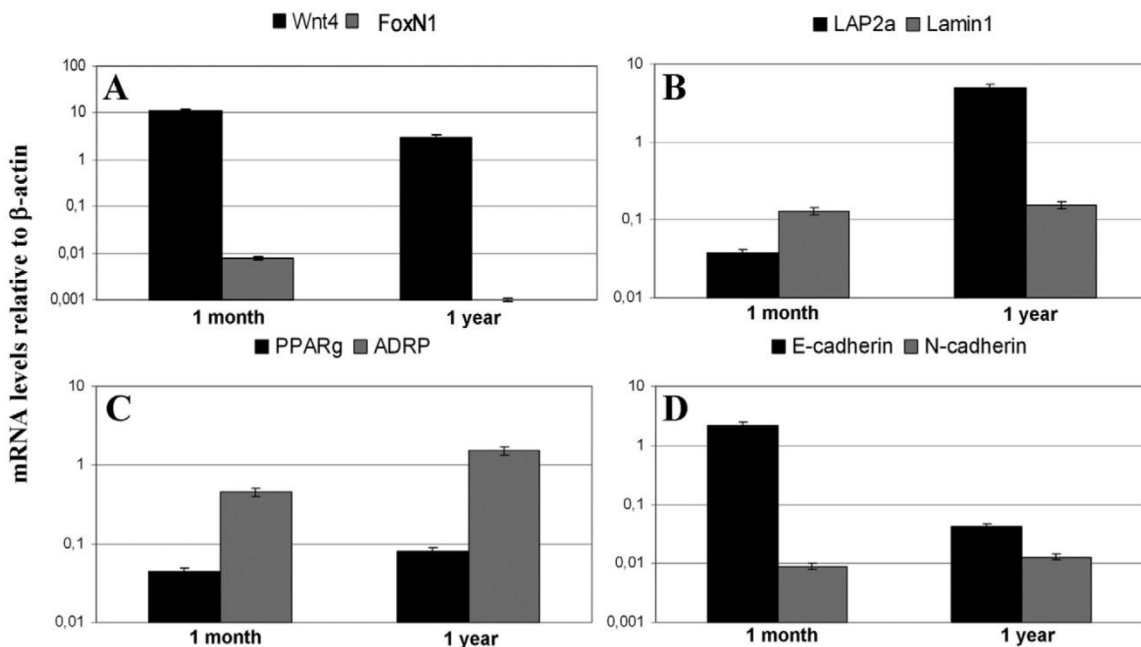 mRNA levels relative to β-actin
Wnt4 FoxN1
A
100
10
1
0,1
0,01
0,001
1 month 1 year
LAP2a Lamin1
B
10
1
0,1
0,01
1 month 1 year
PPARg ADRP
C
10
1
0,1
0,01
1 month 1 year
E-cadherin N-cadherin
D
10
1
0,1
0,01
0,001
1 month 1 year